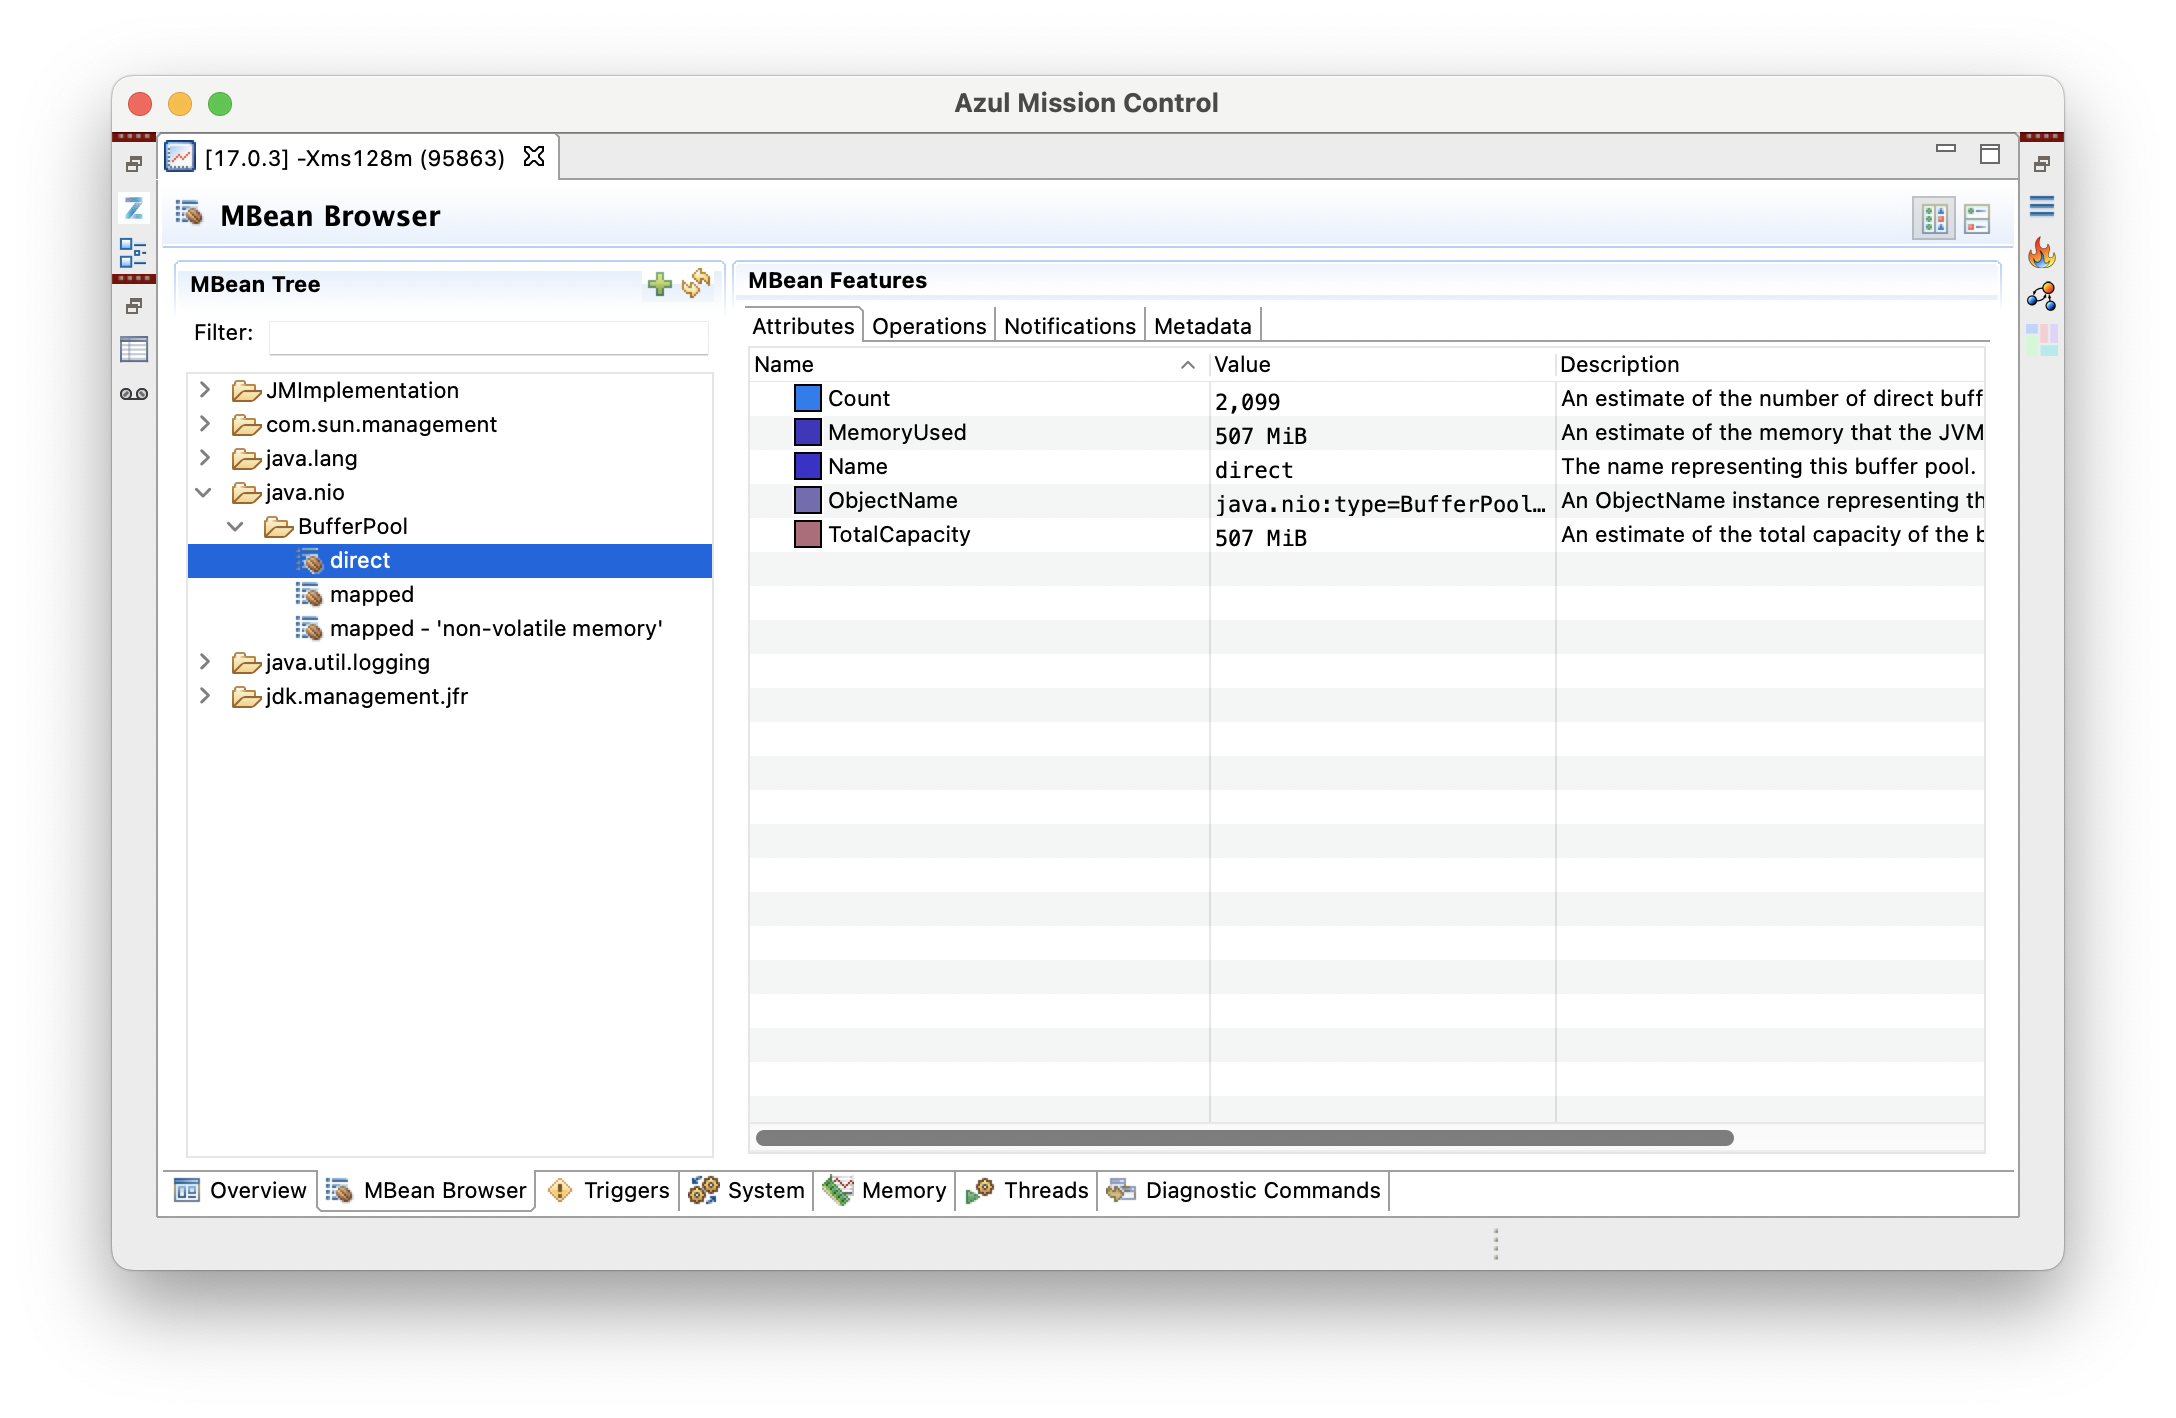 Azul Mission Control
[17.0.3] -Xms128m (95863)
MBean Browser
MBean Tree
Filter:
JMImplementation
com.sun.management
java.lang
java.nio
BufferPool
direct
mapped
mapped - 'non-volatile memory'
java.util.logging
jdk.management.jfr
MBean Features
Attributes Operations Notifications Metadata
Name Value Description
Count 2,099 An estimate of the number of direct buff
MemoryUsed 507 MiB An estimate of the memory that the JVM
Name direct The name representing this buffer pool.
ObjectName java.nio:type=BufferPool… An ObjectName instance representing th
TotalCapacity 507 MiB An estimate of the total capacity of the b
Overview MBean Browser Triggers System Memory Threads Diagnostic Commands